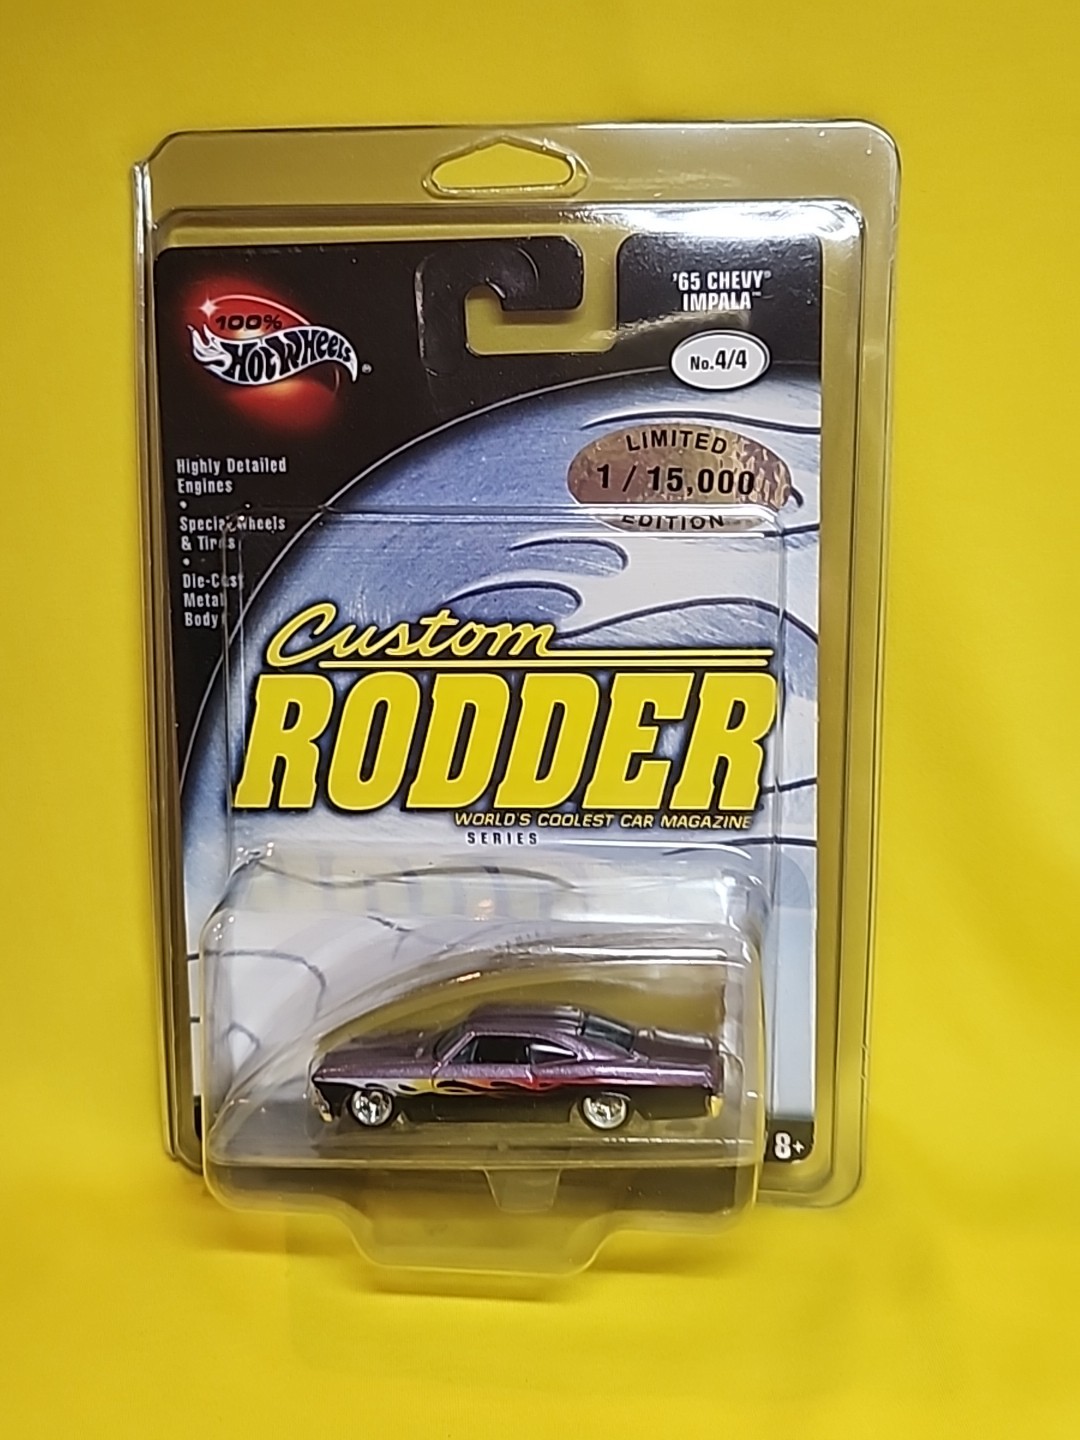 '65 CHEVY®
IMPALA™
No.4/4
100%
HOT WHEELS ®
LIMITED
1 / 15,000
EDITION
Highly Detailed
Engines
•
Special Wheels
& Tires
•
Die-Cast
Metal
Body
Custom
RODDER
WORLD'S COOLEST CAR MAGAZINE
SERIES
8+